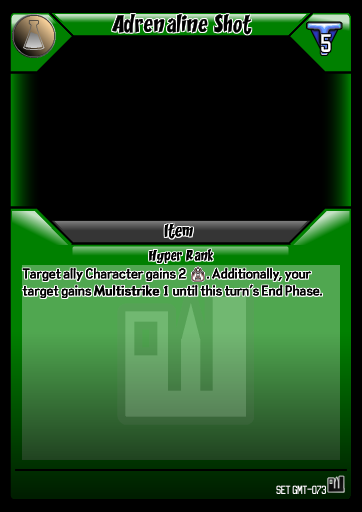 Adrenaline Shot
5
Item
Hyper Rank
Target ally Character gains 2 . Additionally, your
target gains Multistrike 1 until this turn's End Phase.
SET GMT-073